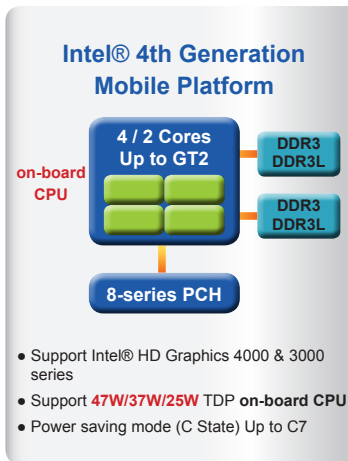 Intel® 4th Generation
Mobile Platform
4 / 2 Cores
Up to GT2
on-board
CPU
DDR3
DDR3L
DDR3
DDR3L
8-series PCH
● Support Intel® HD Graphics 4000 & 3000
series
● Support 47W/37W/25W TDP on-board CPU
● Power saving mode (C State) Up to C7